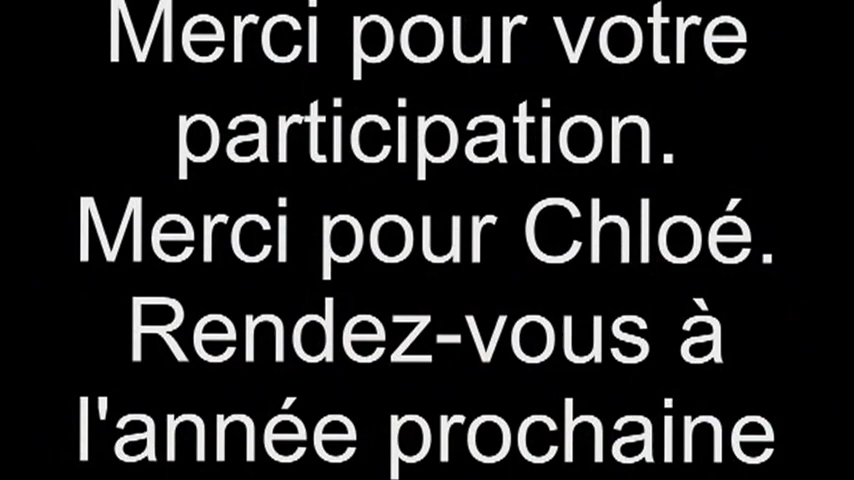 Merci pour votre
participation.
Merci pour Chloé.
Rendez-vous à
l'année prochaine